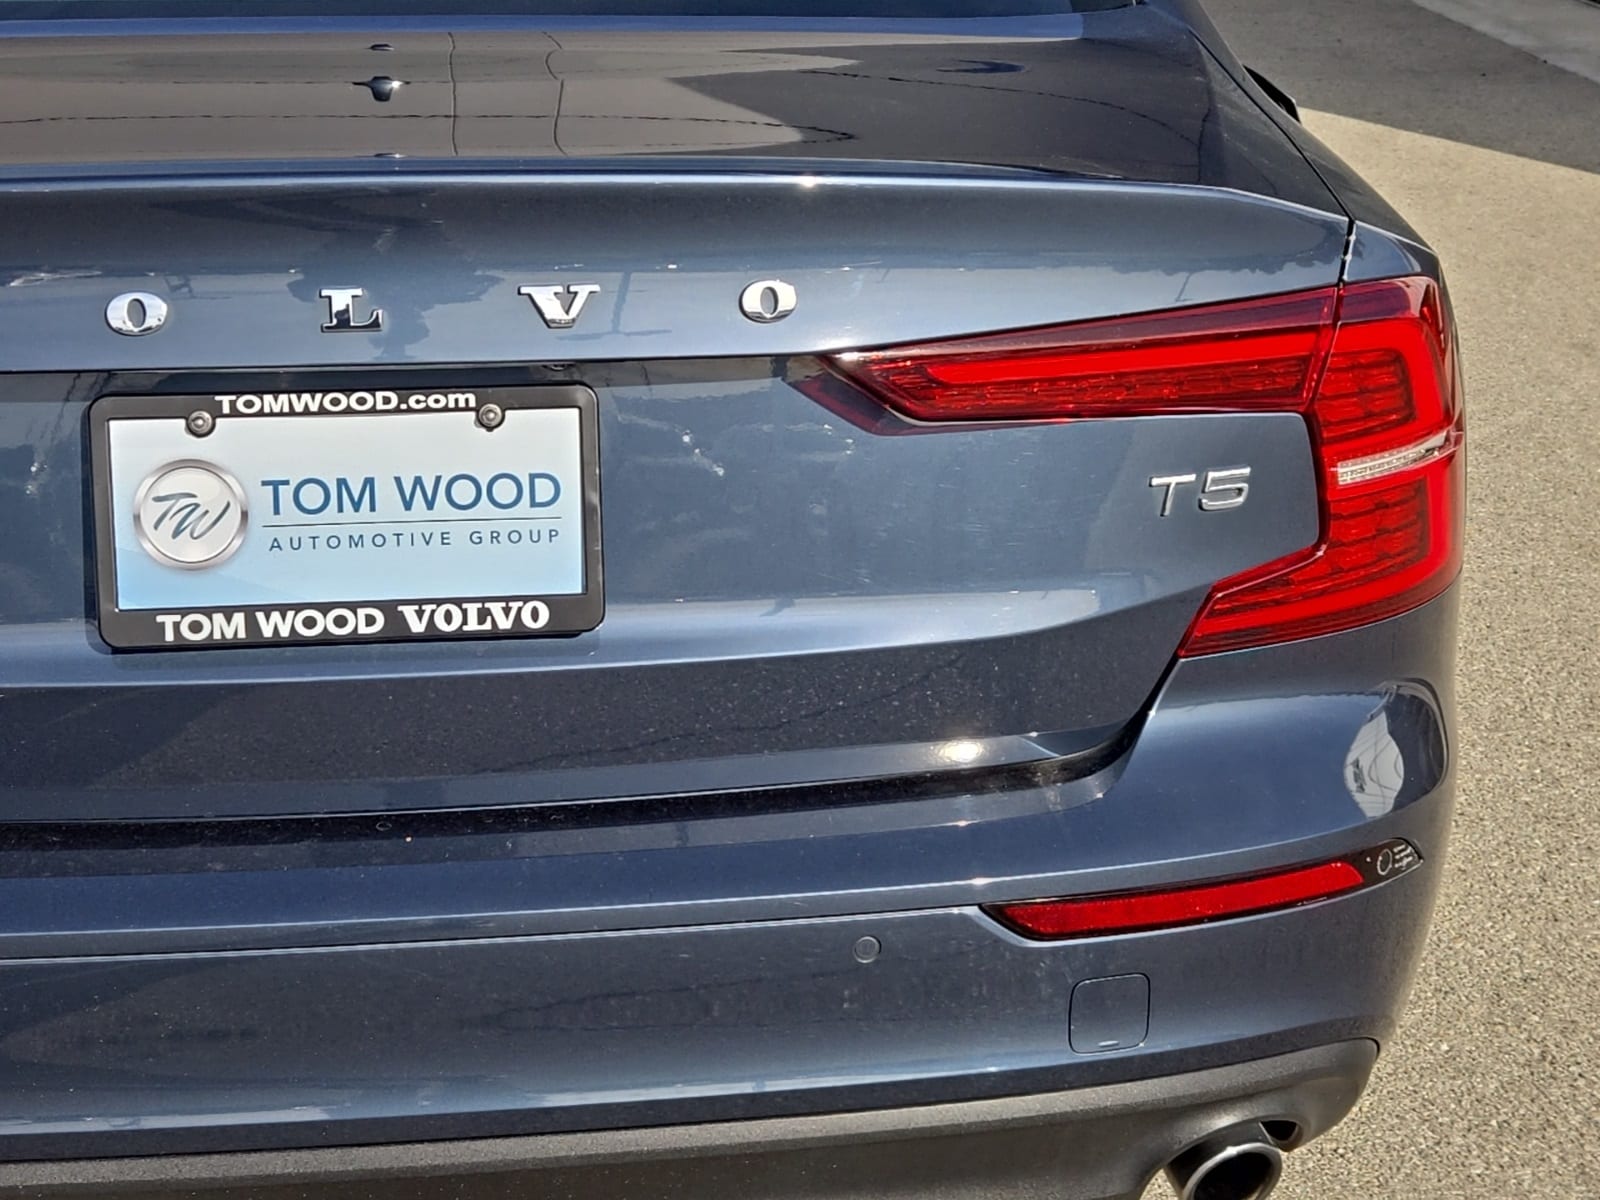 OLVO
TOMWOOD.com
TW
TOM WOOD
AUTOMOTIVE GROUP
TOM WOOD VOLVO
T5